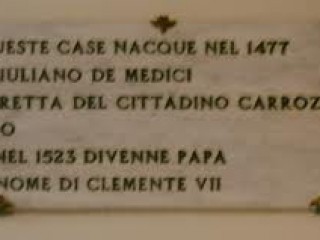 UESTE CASE NACQUE NEL 1477
IULIANO DE MEDICI
RETTA DEL CITTADINO CARROZ
O
NEL 1523 DIVENNE PAPA
NOME DI CLEMENTE VII